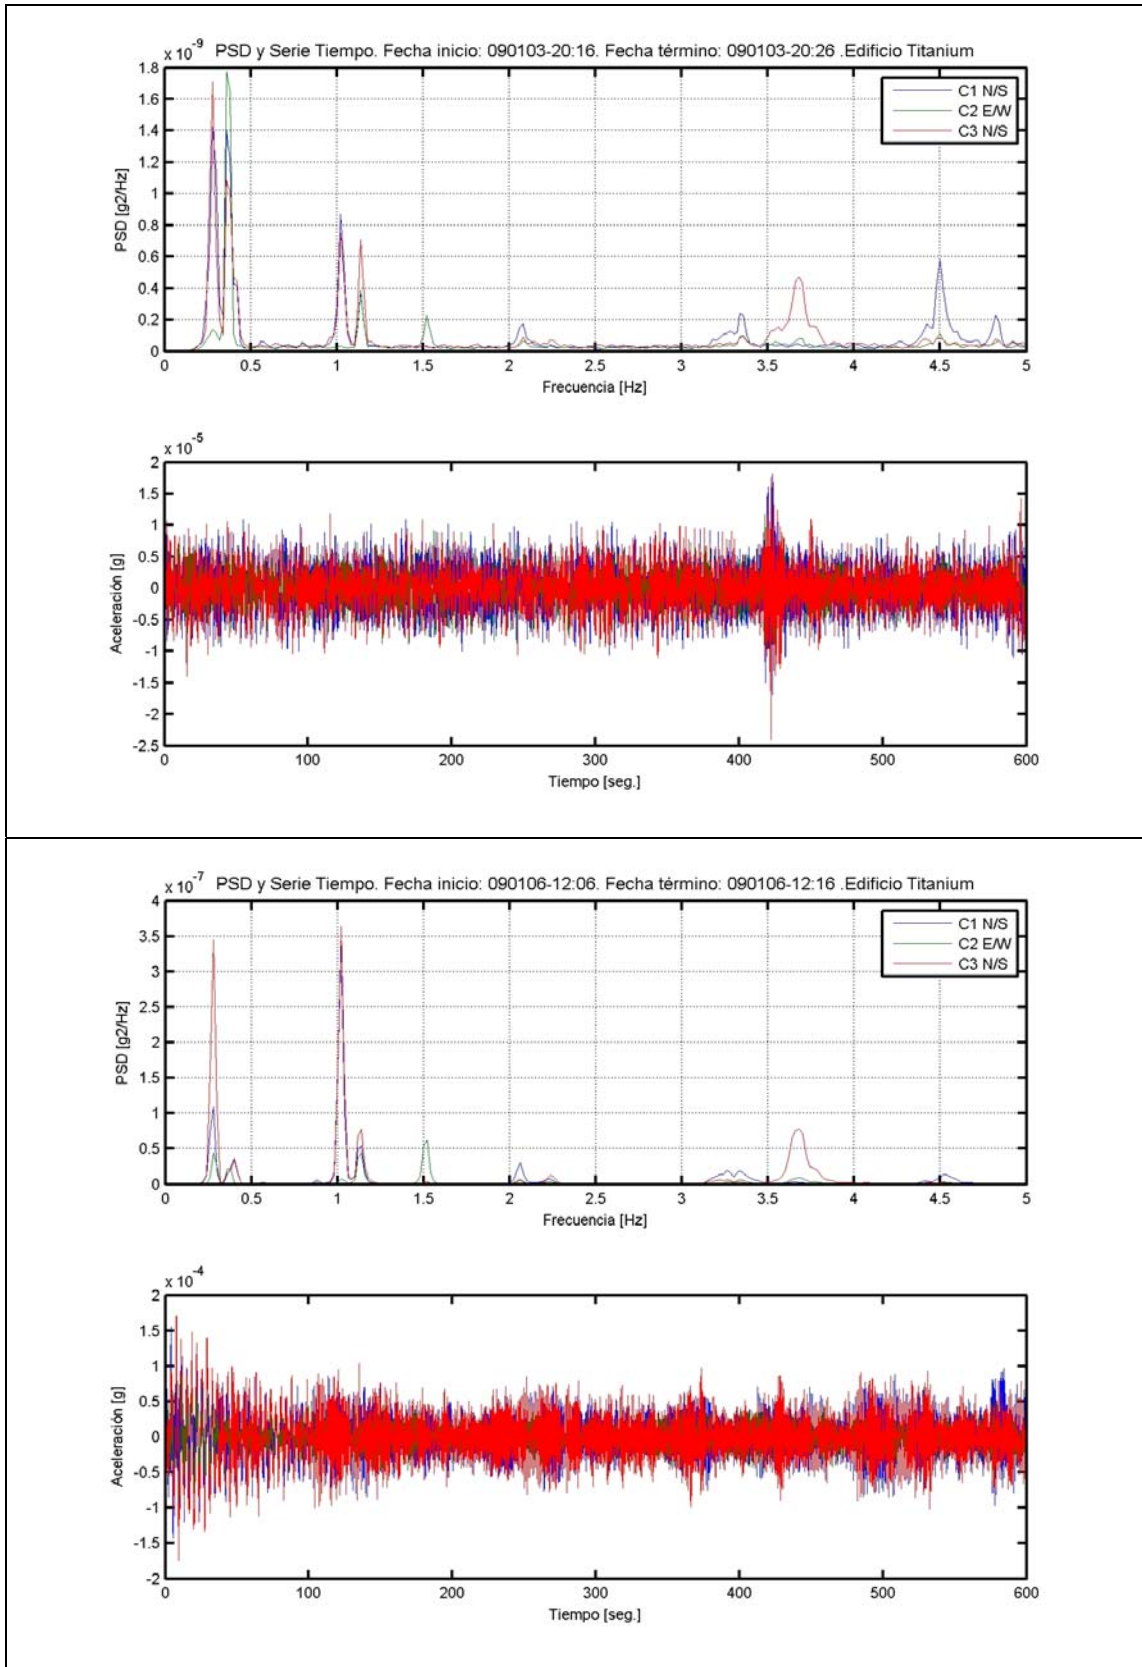 x 10-9
PSD y Serie Tiempo. Fecha inicio: 090103-20:16. Fecha término: 090103-20:26 .Edificio Titanium
1.8
1.6
1.4
1.2
1
0.8
0.6
0.4
0.2
0
PSD [g2/Hz]
C1 N/S
C2 E/W
C3 N/S
0 0.5 1 1.5 2 2.5 3 3.5 4 4.5 5
Frecuencia [Hz]
x 10-5
2
1.5
1
0.5
0
-0.5
-1
-1.5
-2
-2.5
Aceleración [g]
0 100 200 300 400 500 600
Tiempo [seg.]
x 10-7
PSD y Serie Tiempo. Fecha inicio: 090106-12:06. Fecha término: 090106-12:16 .Edificio Titanium
4
3.5
3
2.5
2
1.5
1
0.5
0
PSD [g2/Hz]
C1 N/S
C2 E/W
C3 N/S
0 0.5 1 1.5 2 2.5 3 3.5 4 4.5 5
Frecuencia [Hz]
x 10-4
2
1.5
1
0.5
0
-0.5
-1
-1.5
-2
Aceleración [g]
0 100 200 300 400 500 600
Tiempo [seg.]